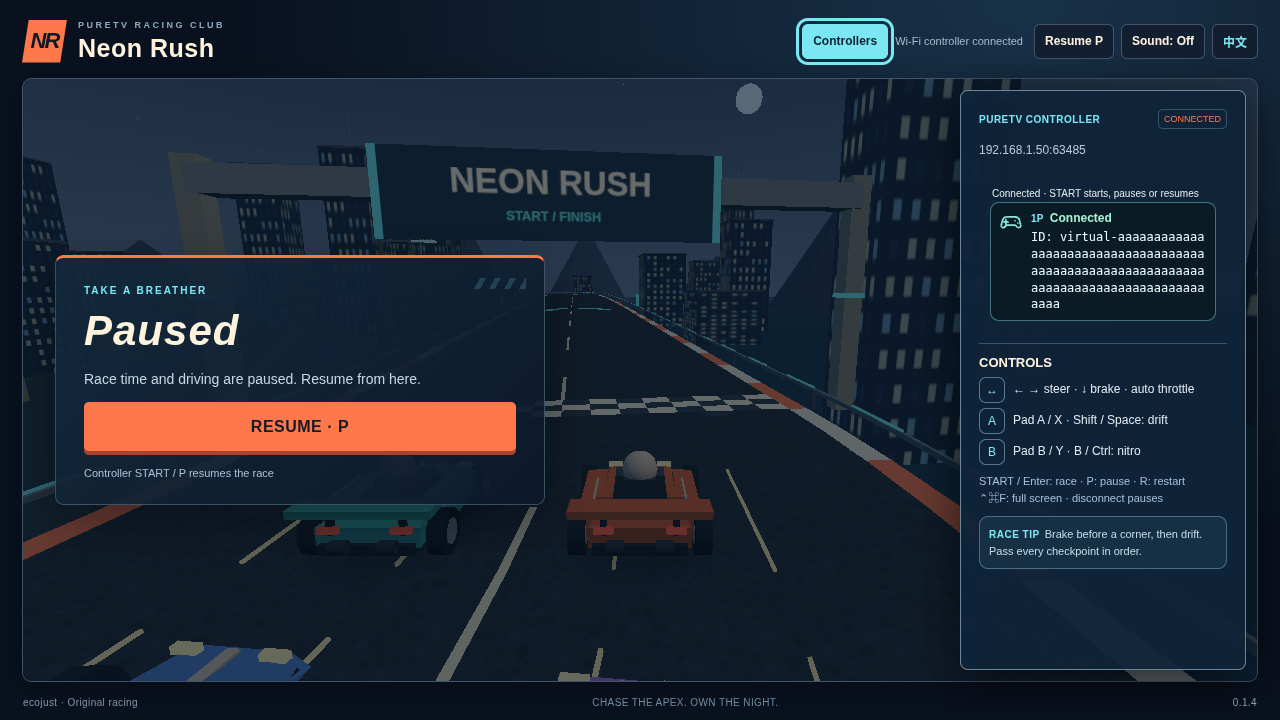 NR
PURETV RACING CLUB
Neon Rush
Controllers
Wi-Fi controller connected
Resume P
Sound: Off
中文
NEON RUSH
START / FINISH
TAKE A BREATHER
Paused
Race time and driving are paused. Resume from here.
RESUME · P
Controller START / P resumes the race
PURETV CONTROLLER
CONNECTED
192.168.1.50:63485
Connected · START starts, pauses or resumes
1P Connected
ID: virtual-aaaaaaaaaaaa
aaaaaaaaaaaaaaaaaaaaaaaa
aaaaaaaaaaaaaaaaaaaaaaaa
aaaaaaaaaaaaaaaaaaaaaaaa
aaaa
CONTROLS
↔ ← → steer · ↓ brake · auto throttle
A Pad A / X · Shift / Space: drift
B Pad B / Y · B / Ctrl: nitro
START / Enter: race · P: pause · R: restart
⌃⌘F: full screen · disconnect pauses
RACE TIP Brake before a corner, then drift.
Pass every checkpoint in order.
ecojust · Original racing
CHASE THE APEX. OWN THE NIGHT.
0.1.4